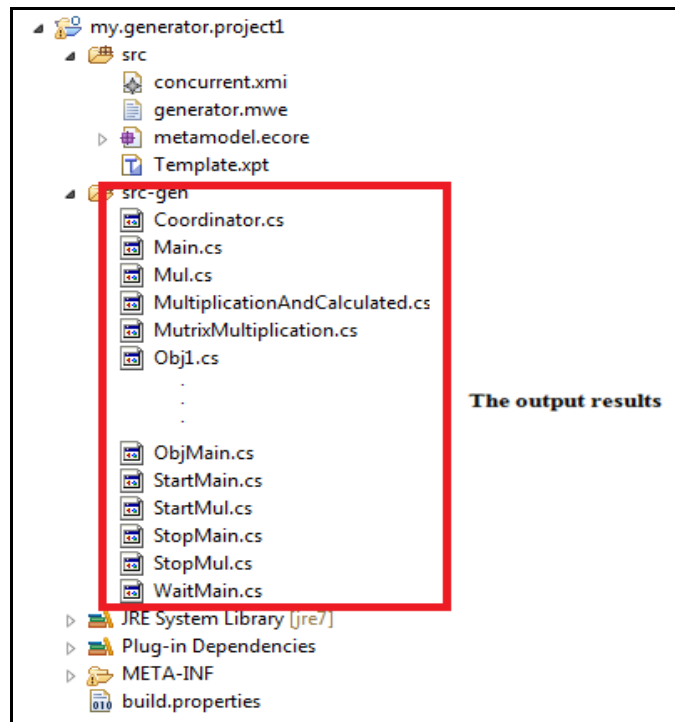 my.generator.project1
src
concurrent.xmi
generator.mwe
metamodel.ecore
Template.xpt
src-gen
Coordinator.cs
Main.cs
Mul.cs
MultiplicationAndCalculated.cs
MutrixMultiplication.cs
Obj1.cs
.
.
.
The output results
ObjMain.cs
StartMain.cs
StartMul.cs
StopMain.cs
StopMul.cs
WaitMain.cs
JRE System Library [jre7]
Plug-in Dependencies
META-INF
build.properties